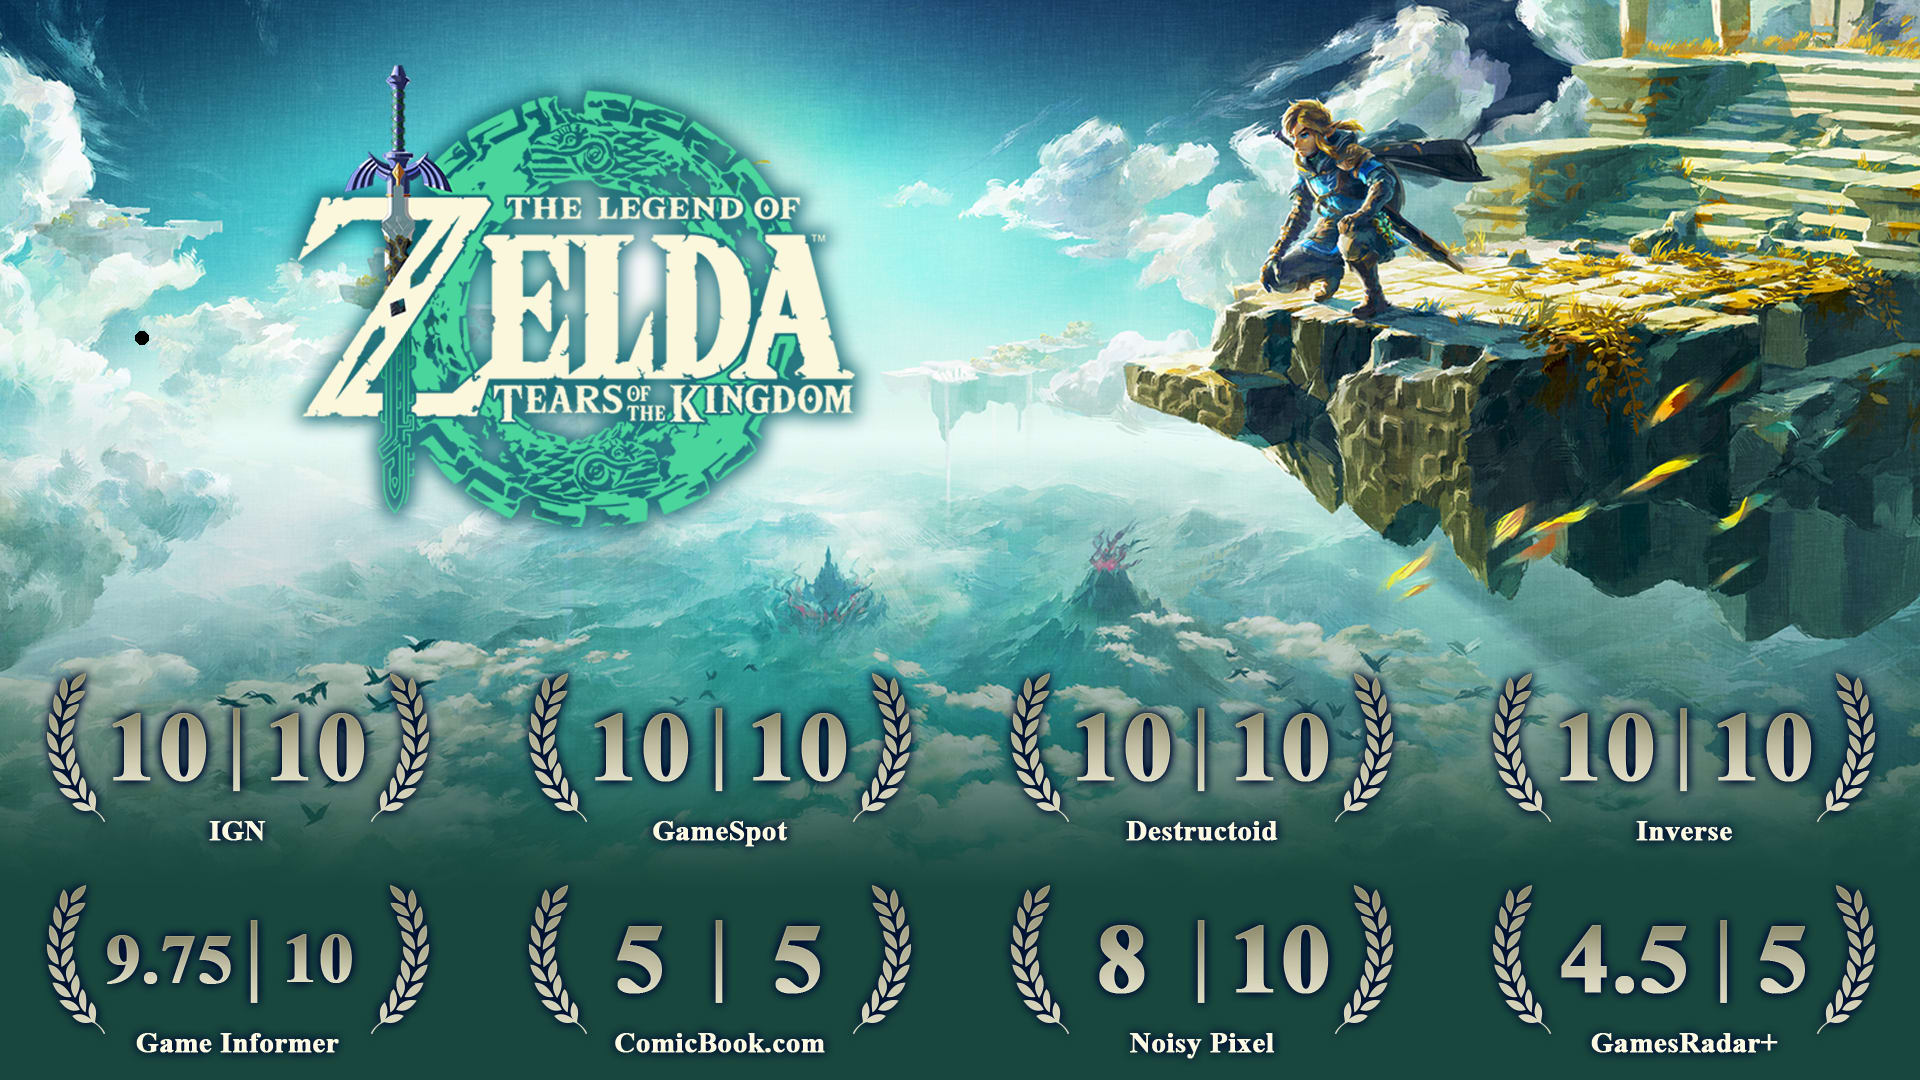 THE LEGEND OF
ZELDA™
TEARS OF THE KINGDOM
10|10 10|10 10|10 10|10
IGN GameSpot Destructoid Inverse
9.75|10 5|5 8|10 4.5|5
Game Informer ComicBook.com Noisy Pixel GamesRadar+